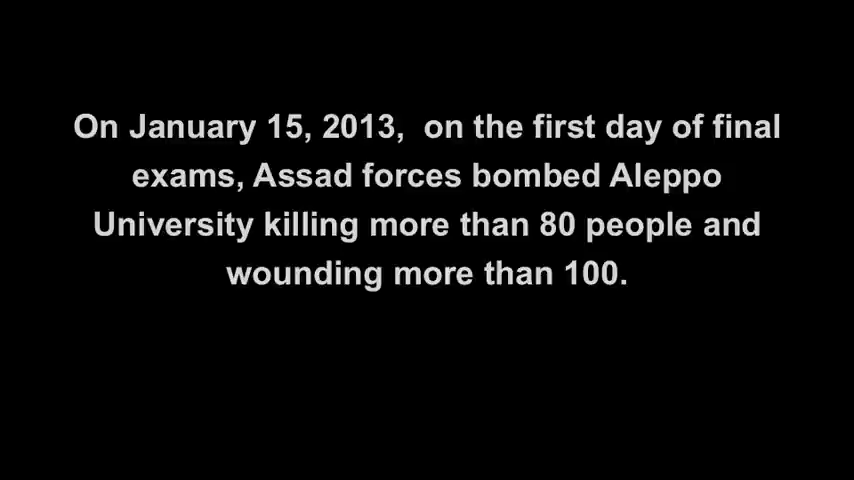 On January 15, 2013,  on the first day of final
exams, Assad forces bombed Aleppo
University killing more than 80 people and
wounding more than 100.